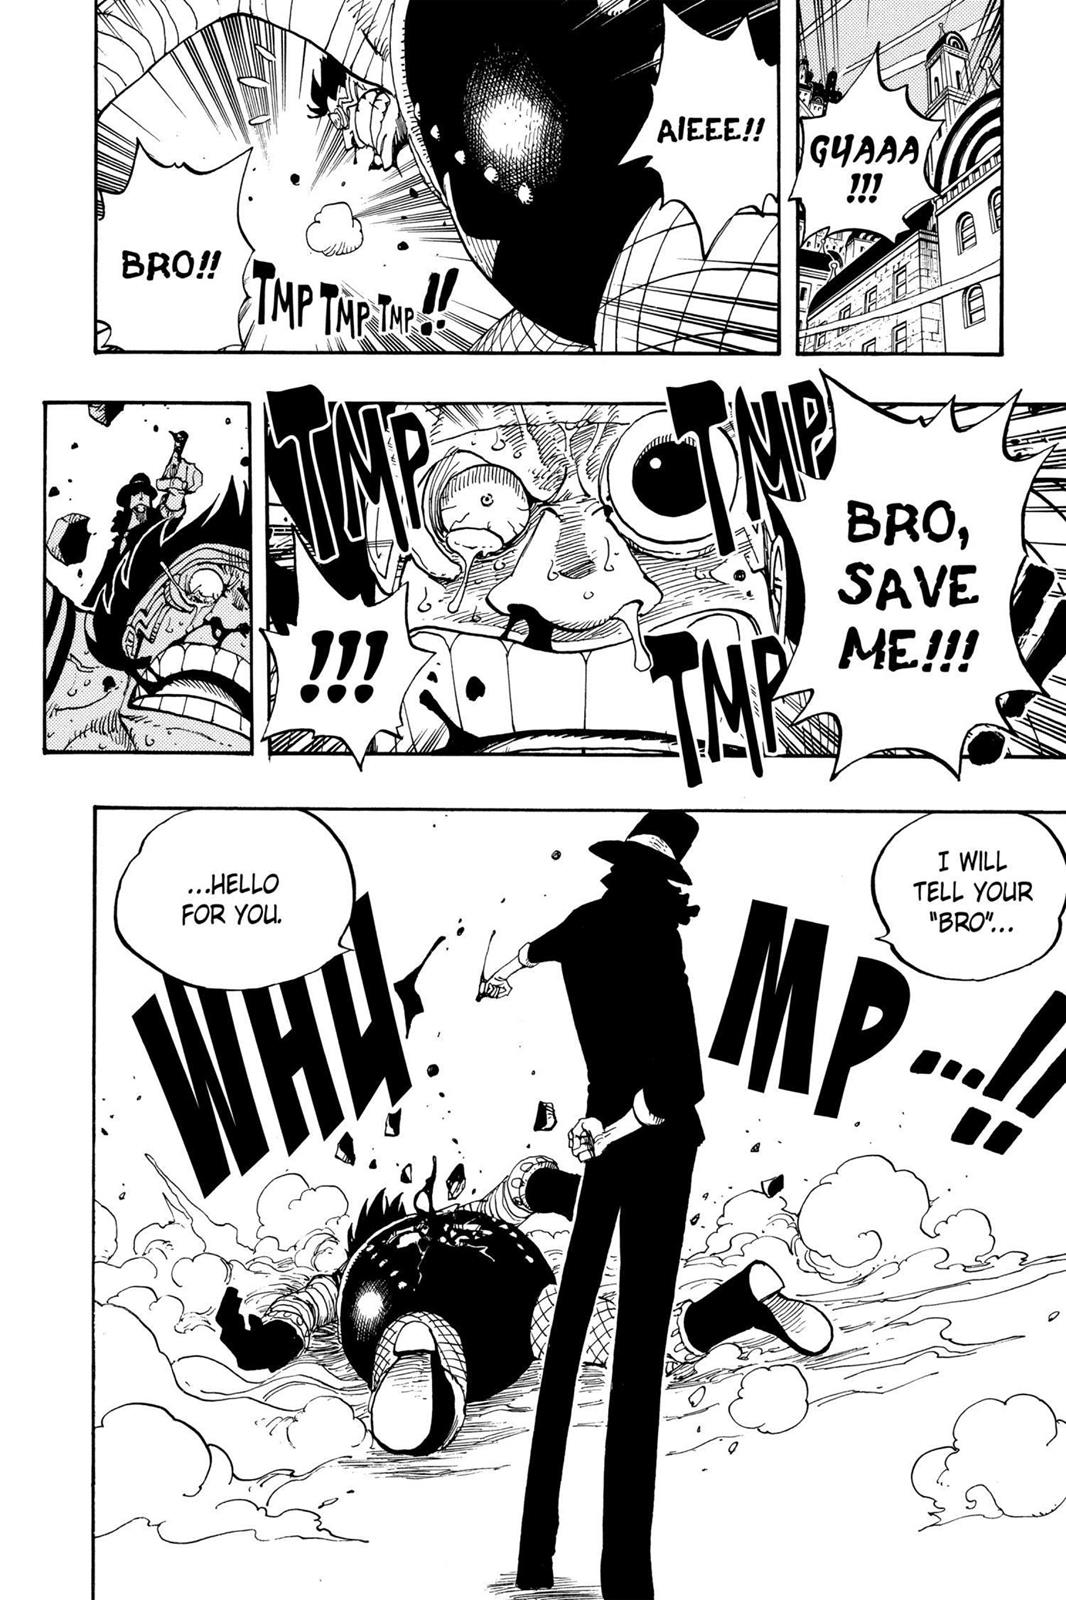 GYAAA
!!!
AIEEE!!
BRO!!
TMP TMP TMP !!
BRO,
SAVE
ME!!!
TMP
TMP
TMP
!!!
I WILL
TELL YOUR
"BRO"...
...HELLO
FOR YOU.
WHU
MP...!!